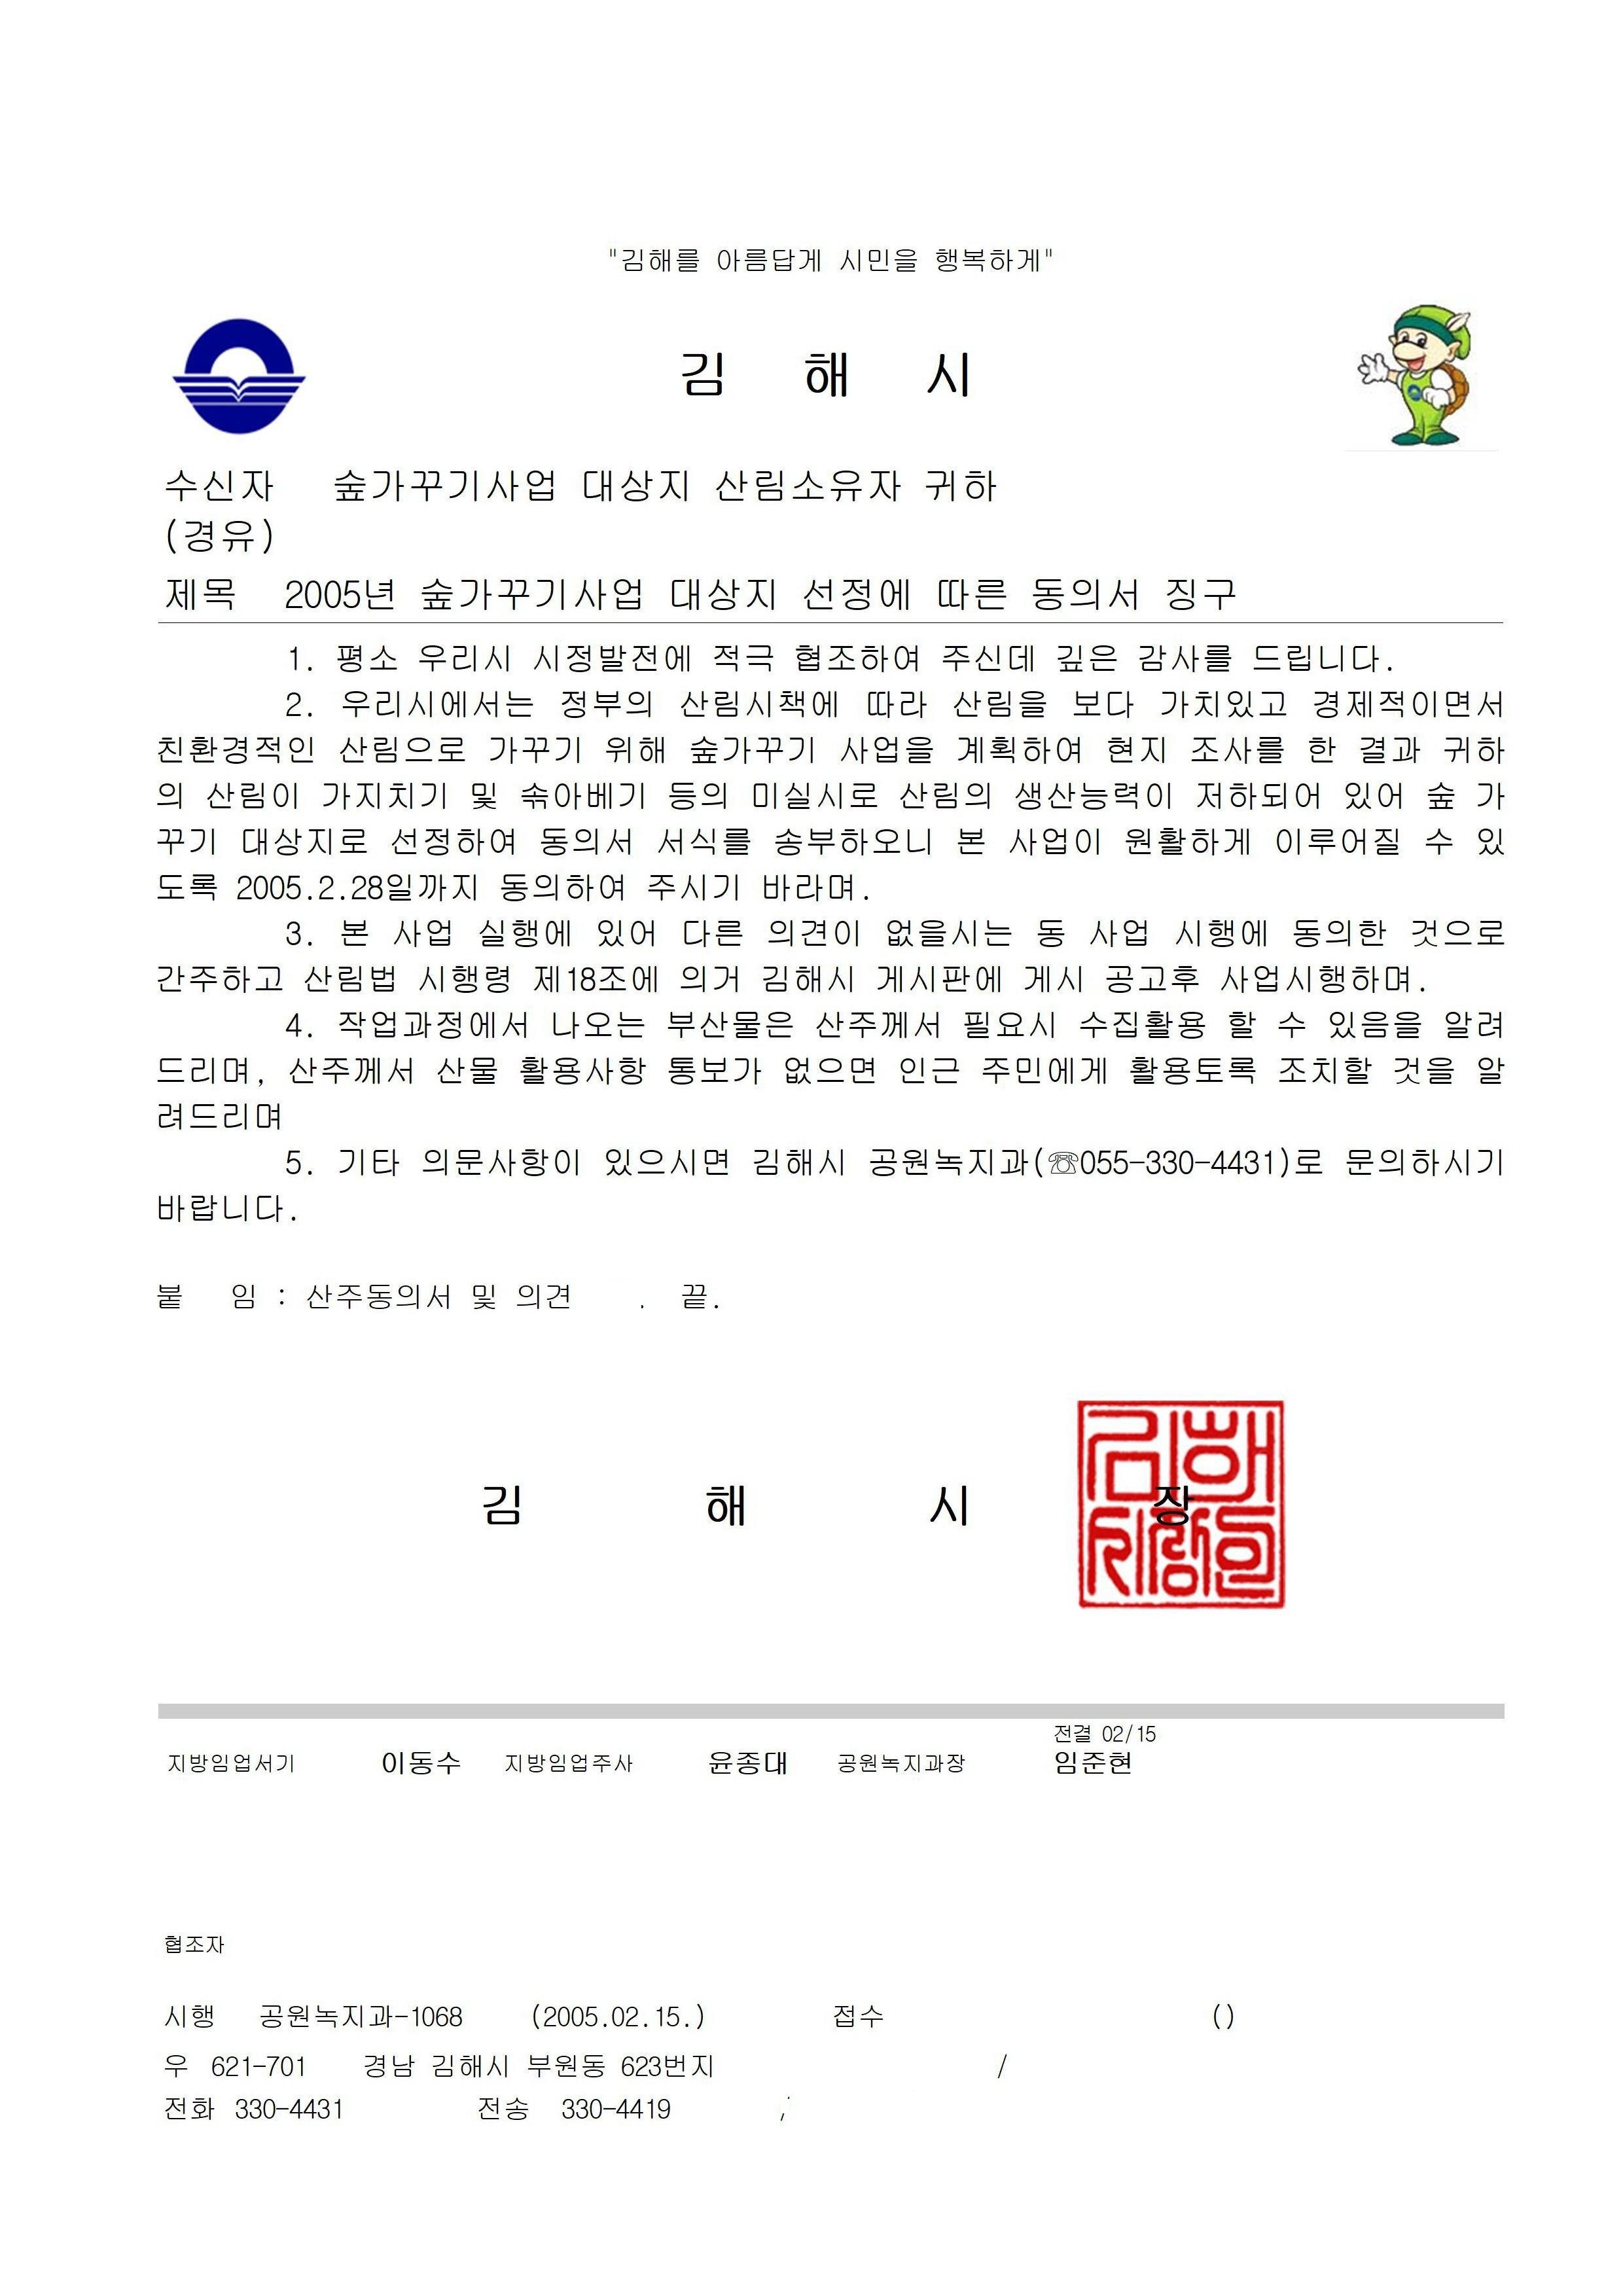 "김해를 아름답게 시민을 행복하게"
김 해 시
수신자 숲가꾸기사업 대상지 산림소유자 귀하
(경유)
제목 2005년 숲가꾸기사업 대상지 선정에 따른 동의서 징구
1. 평소 우리시 시정발전에 적극 협조하여 주신데 깊은 감사를 드립니다.
2. 우리시에서는 정부의 산림시책에 따라 산림을 보다 가치있고 경제적이면서
친환경적인 산림으로 가꾸기 위해 숲가꾸기 사업을 계획하여 현지 조사를 한 결과 귀하
의 산림이 가지치기 및 솎아베기 등의 미실시로 산림의 생산능력이 저하되어 있어 숲 가
꾸기 대상지로 선정하여 동의서 서식를 송부하오니 본 사업이 원활하게 이루어질 수 있
도록 2005.2.28일까지 동의하여 주시기 바라며.
3. 본 사업 실행에 있어 다른 의견이 없을시는 동 사업 시행에 동의한 것으로
간주하고 산림법 시행령 제18조에 의거 김해시 게시판에 게시 공고후 사업시행하며.
4. 작업과정에서 나오는 부산물은 산주께서 필요시 수집활용 할 수 있음을 알려
드리며, 산주께서 산물 활용사항 통보가 없으면 인근 주민에게 활용토록 조치할 것을 알
려드리며
5. 기타 의문사항이 있으시면 김해시 공원녹지과(☏055-330-4431)로 문의하시기
바랍니다.
붙 임 : 산주동의서 및 의견 . 끝.
김 해 시 장
전결 02/15
지방임업서기 이동수 지방임업주사 윤종대 공원녹지과장 임준현
협조자
시행 공원녹지과-1068 (2005.02.15.) 접수 ()
우 621-701 경남 김해시 부원동 623번지 /
전화 330-4431 전송 330-4419 /